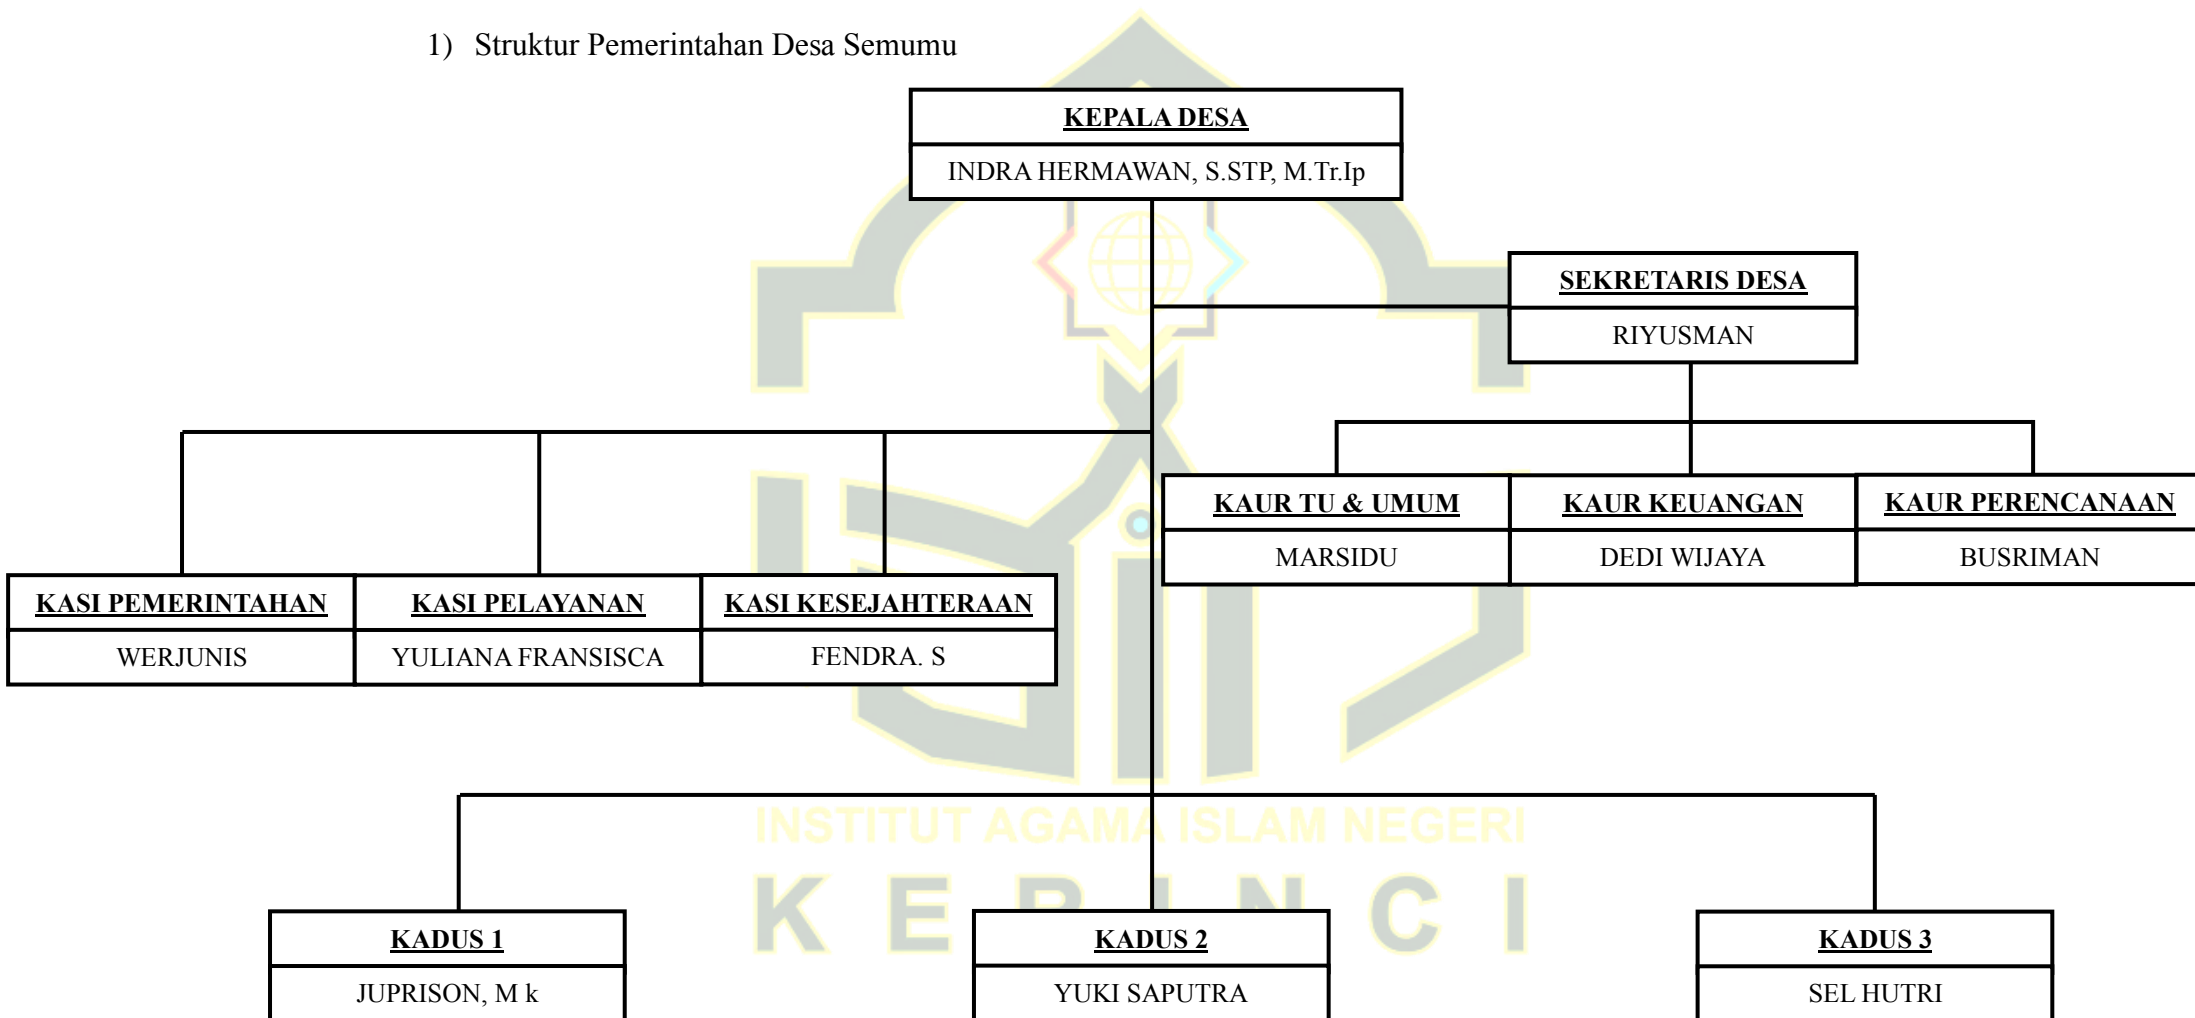 1) Struktur Pemerintahan Desa Semumu
KEPALA DESA
INDRA HERMAWAN, S.STP, M.Tr.Ip
SEKRETARIS DESA
RIYUSMAN
KAUR TU & UMUM
MARSIDU
KAUR KEUANGAN
DEDI WIJAYA
KAUR PERENCANAAN
BUSRIMAN
KASI PEMERINTAHAN
WERJUNIS
KASI PELAYANAN
YULIANA FRANSISCA
KASI KESEJAHTERAAN
FENDRA. S
INSTITUT AGAMA ISLAM NEGERI
KERINCI
KADUS 1
JUPRISON, M k
KADUS 2
YUKI SAPUTRA
KADUS 3
SEL HUTRI